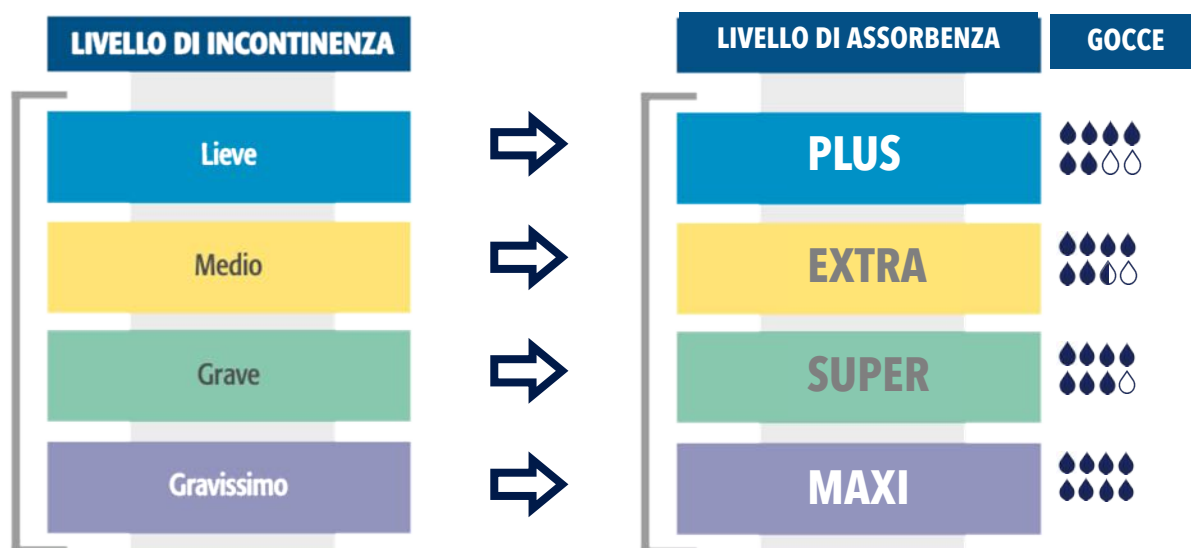 LIVELLO DI INCONTINENZA
LIVELLO DI ASSORBENZA
GOCCE
Lieve
PLUS
Medio
EXTRA
Grave
SUPER
Gravissimo
MAXI